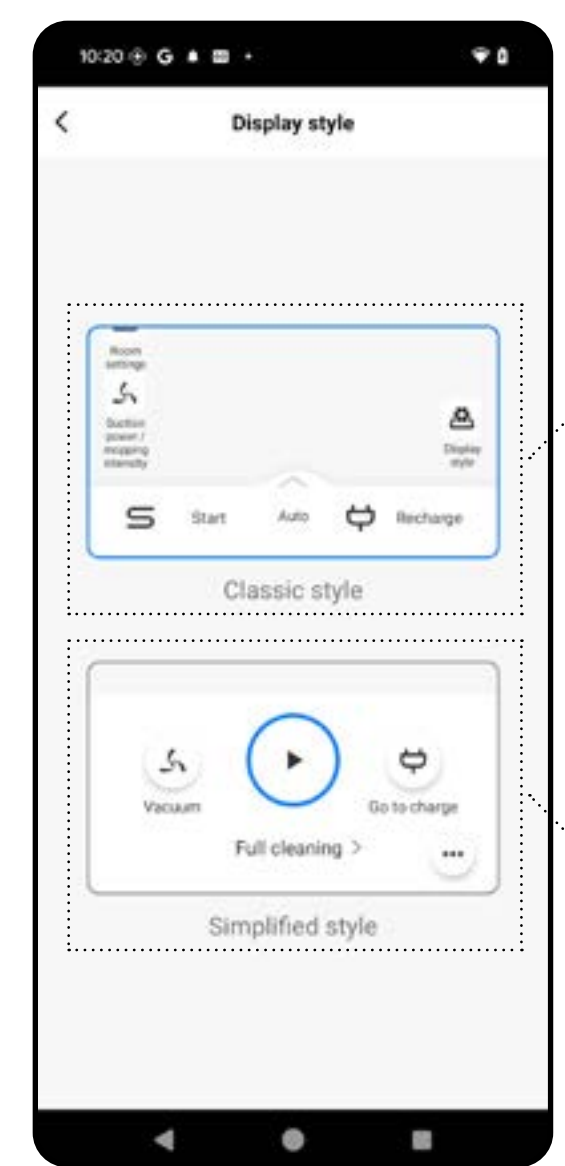 10:20 G
Display style
Room
settings
Suction
power /
mopping
intensity
Display
style
Start Auto Recharge
Classic style
Vacuum
Go to charge
Full cleaning >
Simplified style